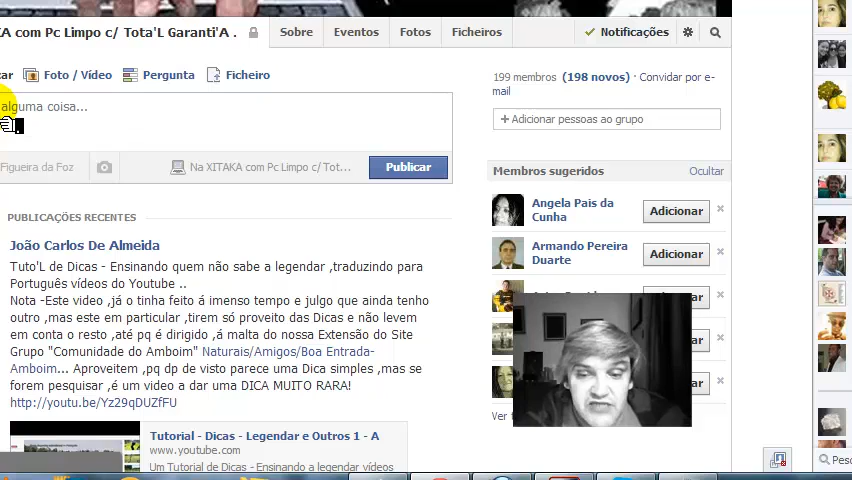 KA com Pc Limpo c/ Tota'L Garanti'A .
Sobre
Eventos
Fotos
Ficheiros
Notificações
car
Foto / Vídeo
Pergunta
Ficheiro
alguma coisa...
Figueira da Foz
Na XITAKA com Pc Limpo c/ Tot...
Publicar
PUBLICAÇÕES RECENTES
João Carlos De Almeida
Tuto'L de Dicas - Ensinando quem não sabe a legendar ,traduzindo para
Português vídeos do Youtube ..
Nota -Este video ,já o tinha feito á imenso tempo e julgo que ainda tenho
outro ,mas este em particular ,tirem só proveito das Dicas e não levem
em conta o resto ,até pq é dirigido ,á malta do nossa Extensão do Site
Grupo "Comunidade do Amboim" Naturais/Amigos/Boa Entrada-
Amboim... Aproveitem ,pq dp de visto parece uma Dica simples ,mas se
forem pesquisar ,é um video a dar uma DICA MUITO RARA!
http://youtu.be/Yz29qDUZfFU
Tutorial - Dicas - Legendar e Outros 1 - A
www.youtube.com
Um Tutorial de Dicas - Ensinando a legendar vídeos
199 membros (198 novos) · Convidar por e-
mail
+ Adicionar pessoas ao grupo
Membros sugeridos
Ocultar
Angela Pais da
Cunha
Adicionar
Armando Pereira
Duarte
Adicionar
Ver
Pesq